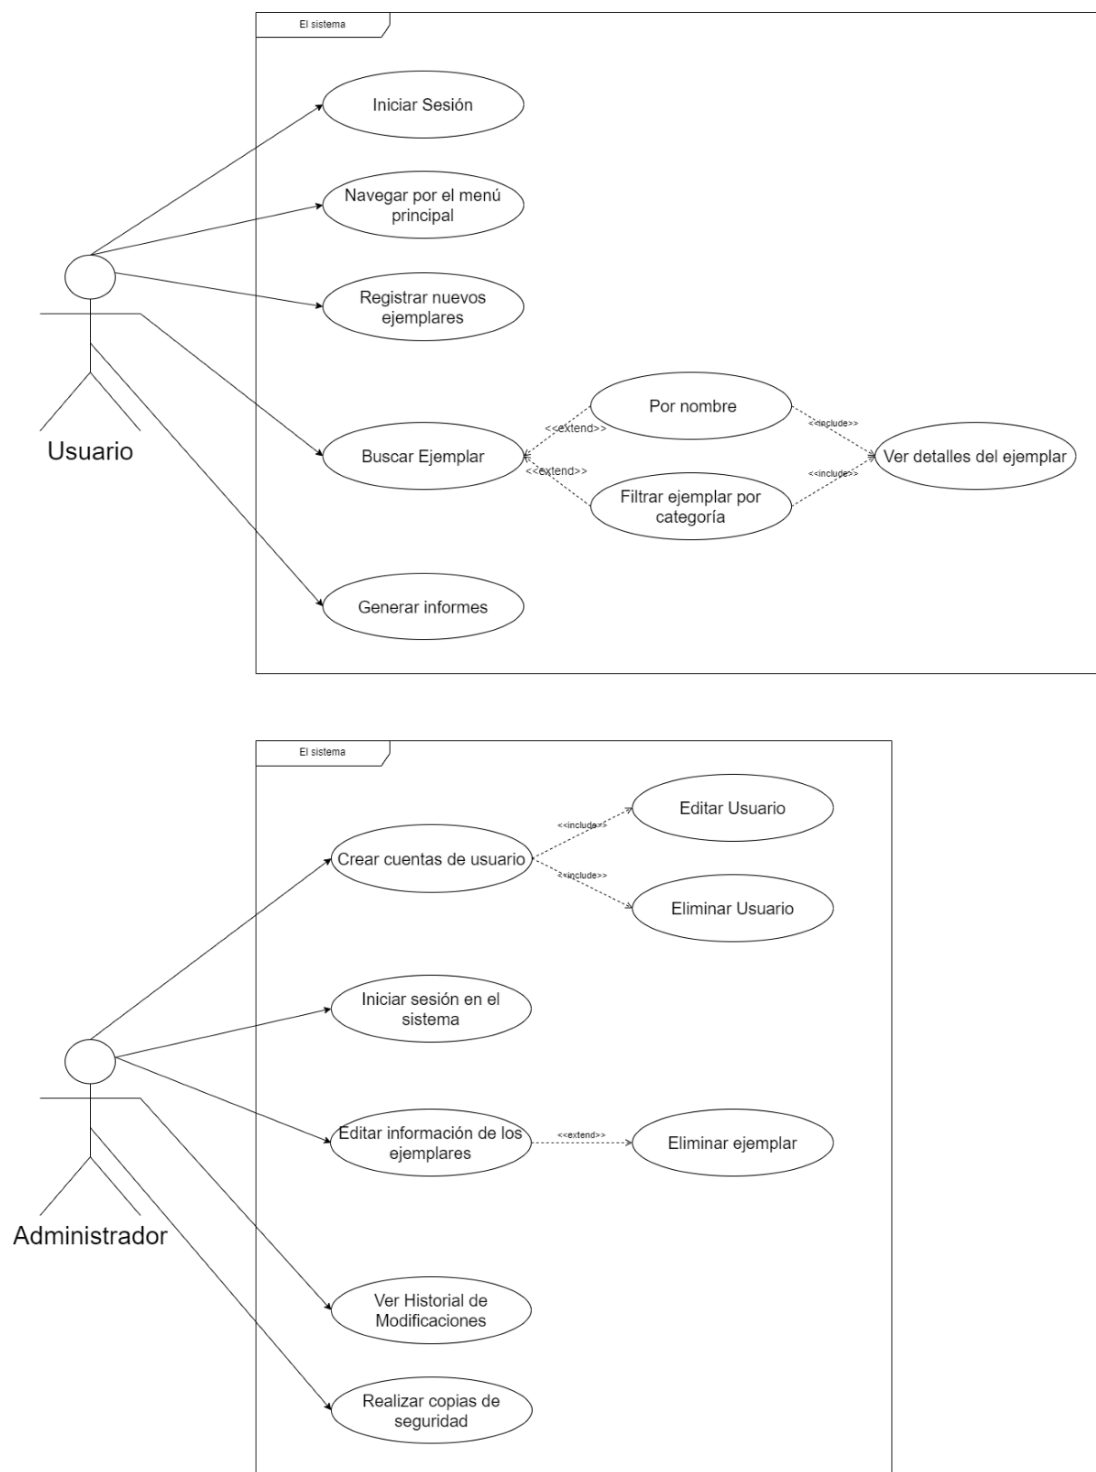 El sistema
Iniciar Sesión
Navegar por el menú
principal
Registrar nuevos
ejemplares
Usuario
Buscar Ejemplar
<<extend>>
<<extend>>
Por nombre
Filtrar ejemplar por
categoría
<<include>>
<<include>>
Ver detalles del ejemplar
Generar informes
El sistema
Crear cuentas de usuario
<<include>>
<<include>>
Editar Usuario
Eliminar Usuario
Iniciar sesión en el
sistema
Editar información de los
ejemplares
<<extend>>
Eliminar ejemplar
Administrador
Ver Historial de
Modificaciones
Realizar copias de
seguridad